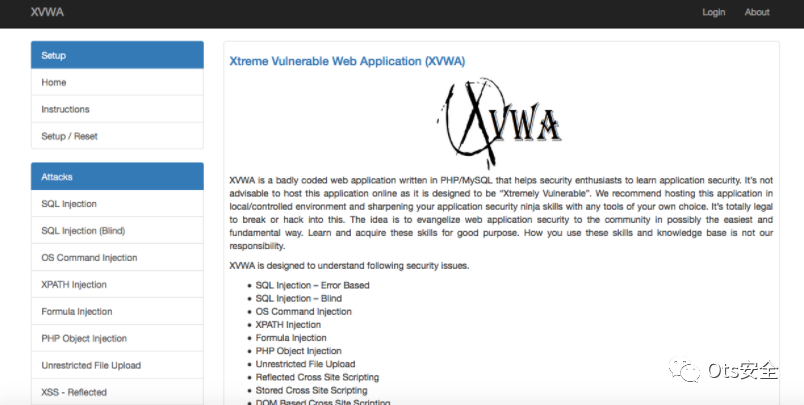 XVWA
Login About
Setup
Home
Instructions
Setup / Reset
Attacks
SQL Injection
SQL Injection (Blind)
OS Command Injection
XPATH Injection
Formula Injection
PHP Object Injection
Unrestricted File Upload
XSS - Reflected
Xtreme Vulnerable Web Application (XVWA)
XVWA
XVWA is a badly coded web application written in PHP/MySQL that helps security enthusiasts to learn application security. It's not
advisable to host this application online as it is designed to be "Xtremely Vulnerable". We recommend hosting this application in
local/controlled environment and sharpening your application security ninja skills with any tools of your own choice. It's totally legal
to break or hack into this. The idea is to evangelize web application security to the community in possibly the easiest and
fundamental way. Learn and acquire these skills for good purpose. How you use these skills and knowledge base is not our
responsibility.
XVWA is designed to understand following security issues.
SQL Injection – Error Based
SQL Injection – Blind
OS Command Injection
XPATH Injection
Formula Injection
PHP Object Injection
Unrestricted File Upload
Reflected Cross Site Scripting
Stored Cross Site Scripting
DOM Based Cross Site Scripting
Ots安全